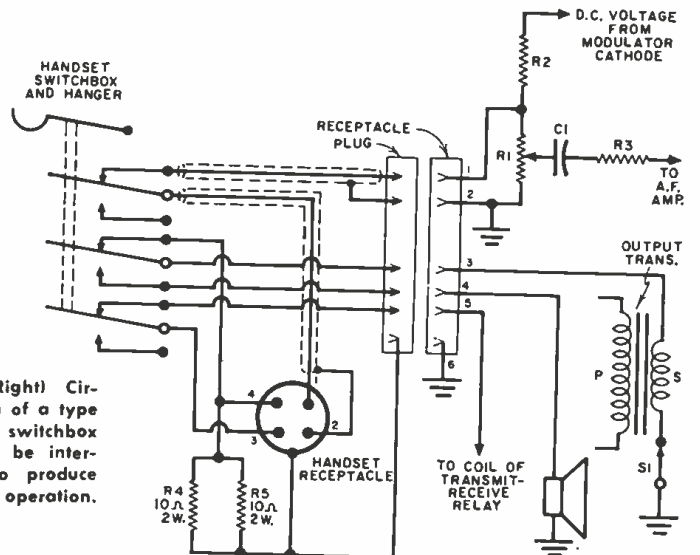 D.C. VOLTAGE
FROM
MODULATOR
CATHODE
R2
HANDSET
SWITCHBOX
AND HANGER
RECEPTACLE
PLUG
C1
R1
R3
1
2
TO
A.F.
AMP.
OUTPUT
TRANS.
3
4
5
6
P
S
S1
Right) Cir-
of a type
switchbox
be inter-
produce
operation.
4
3
2
HANDSET
RECEPTACLE
TO COIL OF
TRANSMIT-
RECEIVE
RELAY
R4
10Ω
2W.
R5
10Ω
2W.